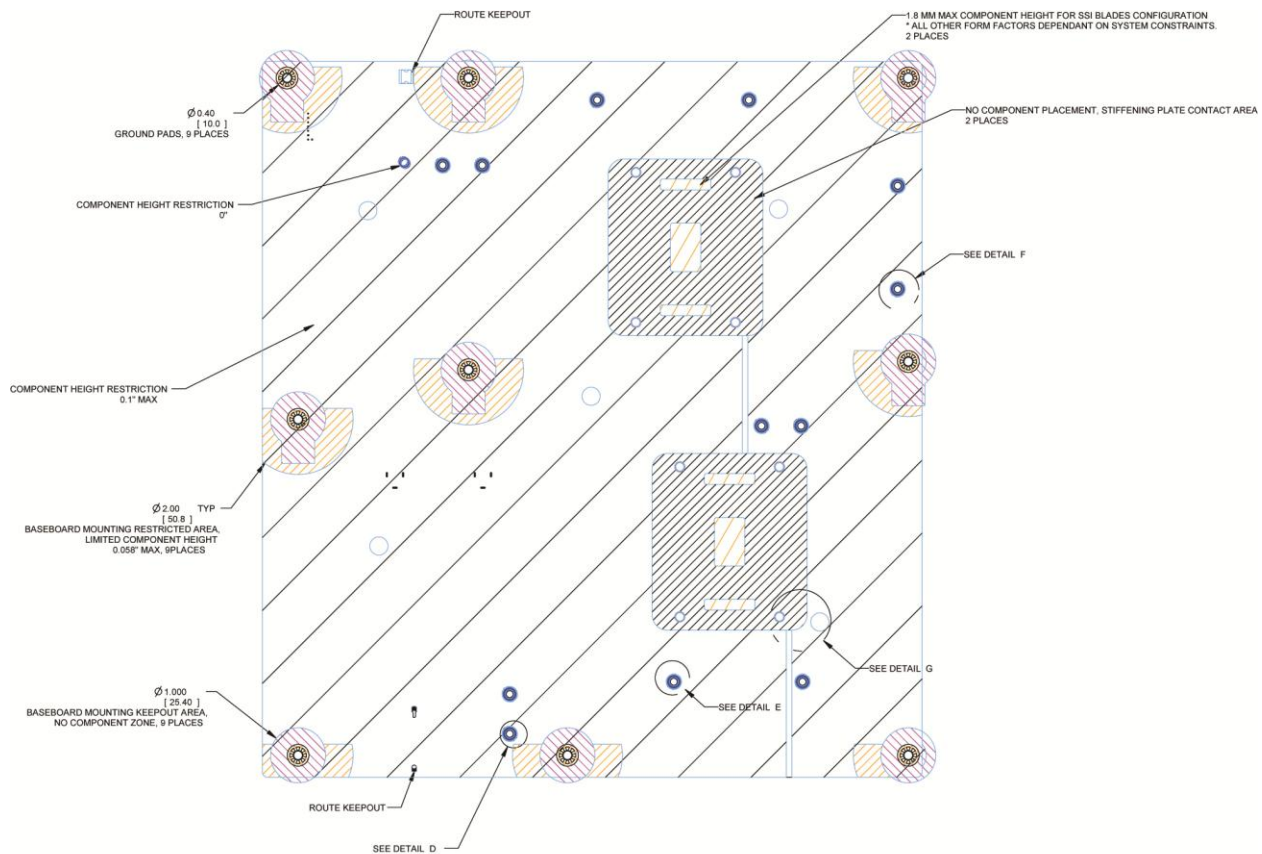 ROUTE KEEPOUT
1.8 MM MAX COMPONENT HEIGHT FOR SSI BLADES CONFIGURATION
* ALL OTHER FORM FACTORS DEPENDANT ON SYSTEM CONSTRAINTS.
2 PLACES
Ø 0.40
[ 10.0 ]
GROUND PADS, 9 PLACES
NO COMPONENT PLACEMENT, STIFFENING PLATE CONTACT AREA
2 PLACES
COMPONENT HEIGHT RESTRICTION
0"
SEE DETAIL F
COMPONENT HEIGHT RESTRICTION
0.1" MAX
Ø 2.00 TYP
[ 50.8 ]
BASEBOARD MOUNTING RESTRICTED AREA,
LIMITED COMPONENT HEIGHT
0.058" MAX, 9PLACES
SEE DETAIL G
Ø 1.000
[ 25.40 ]
BASEBOARD MOUNTING KEEPOUT AREA,
NO COMPONENT ZONE, 9 PLACES
SEE DETAIL E
ROUTE KEEPOUT
SEE DETAIL D